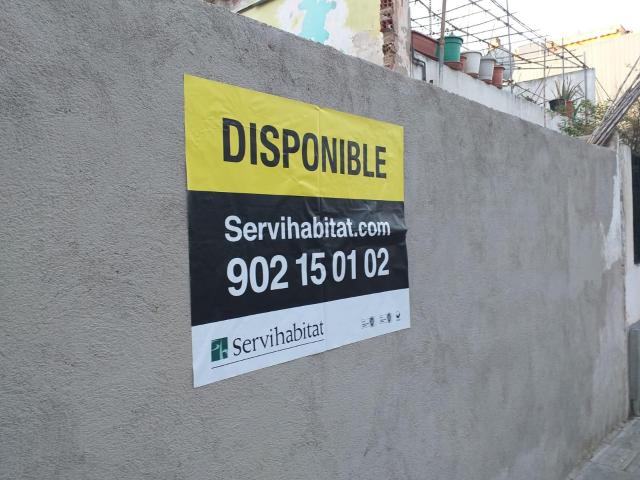 DISPONIBLE
Servihabitat.com
902 15 01 02
Servihabitat